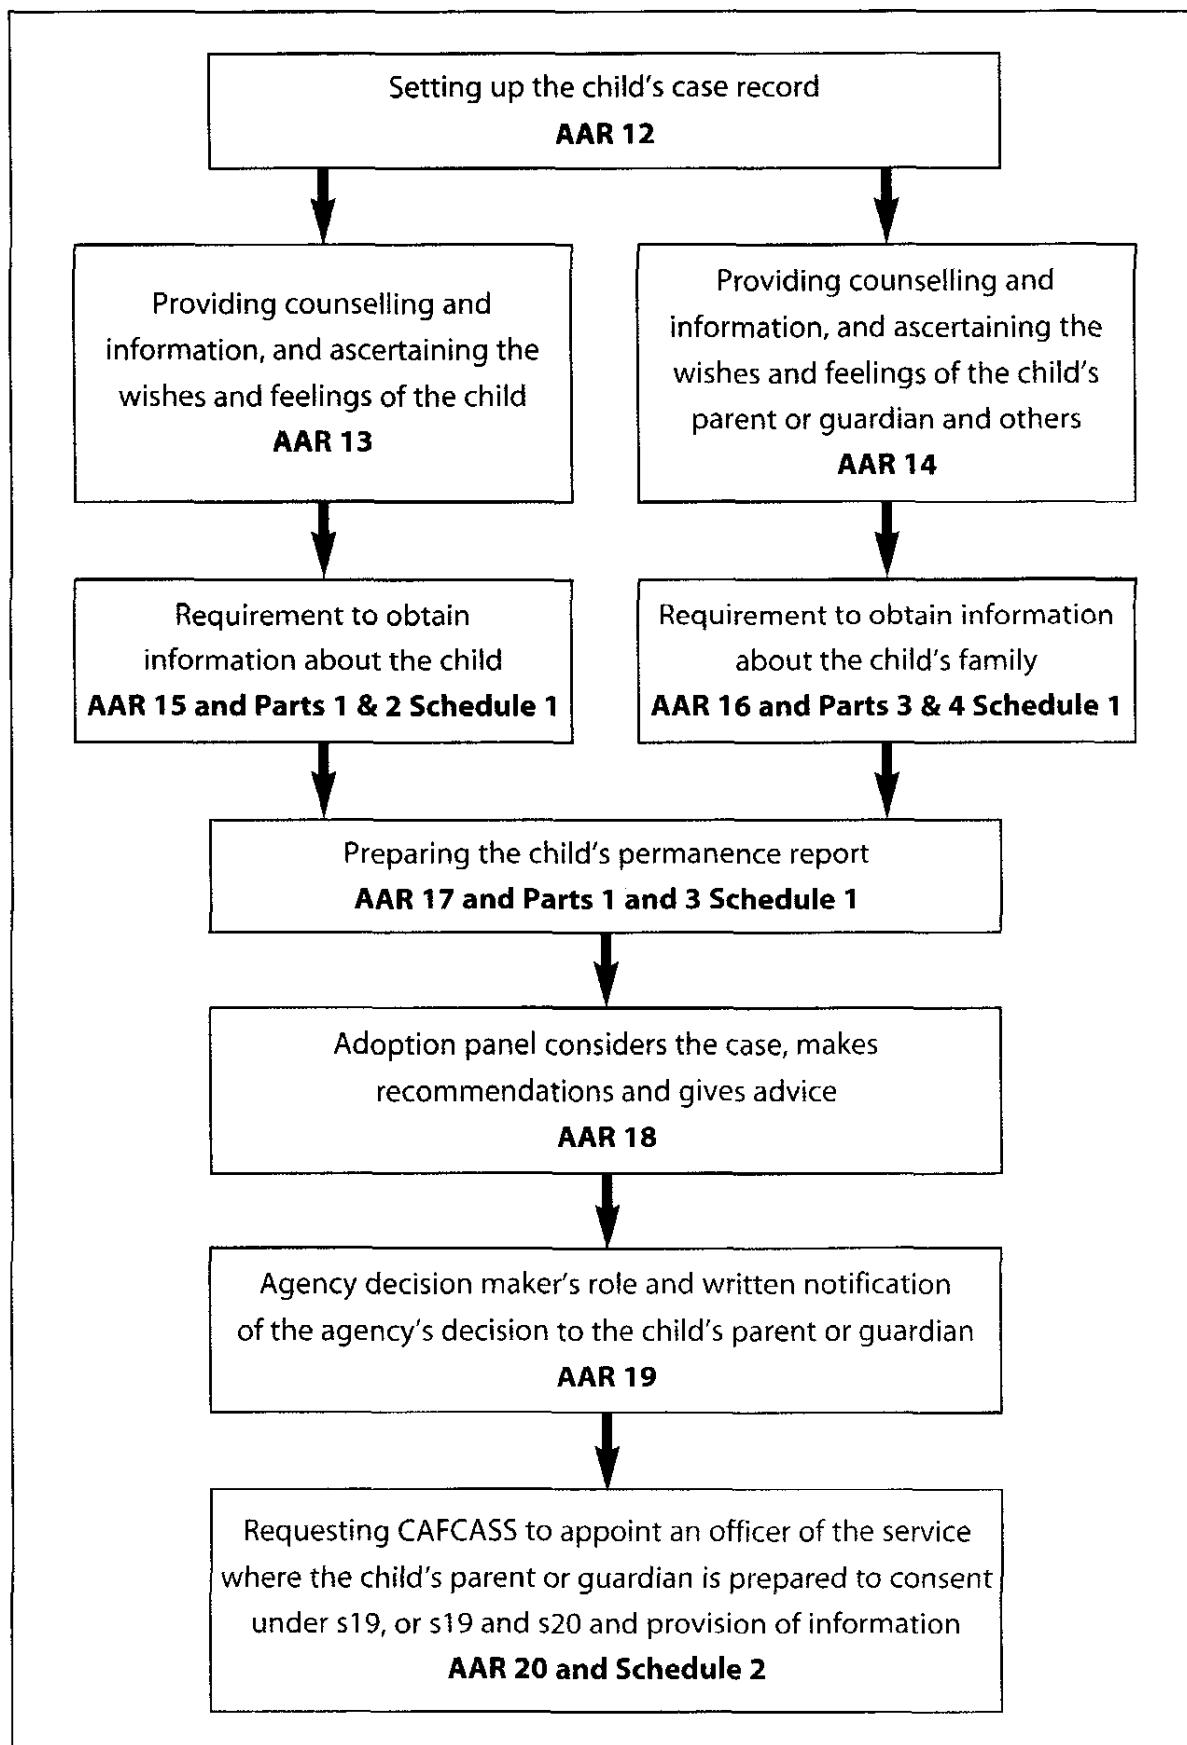 Setting up the child's case record
AAR 12
Providing counselling and
information, and ascertaining the
wishes and feelings of the child
AAR 13
Providing counselling and
information, and ascertaining the
wishes and feelings of the child's
parent or guardian and others
AAR 14
Requirement to obtain
information about the child
AAR 15 and Parts 1 & 2 Schedule 1
Requirement to obtain information
about the child's family
AAR 16 and Parts 3 & 4 Schedule 1
Preparing the child's permanence report
AAR 17 and Parts 1 and 3 Schedule 1
Adoption panel considers the case, makes
recommendations and gives advice
AAR 18
Agency decision maker's role and written notification
of the agency's decision to the child's parent or guardian
AAR 19
Requesting CAFCASS to appoint an officer of the service
where the child's parent or guardian is prepared to consent
under s19, or s19 and s20 and provision of information
AAR 20 and Schedule 2